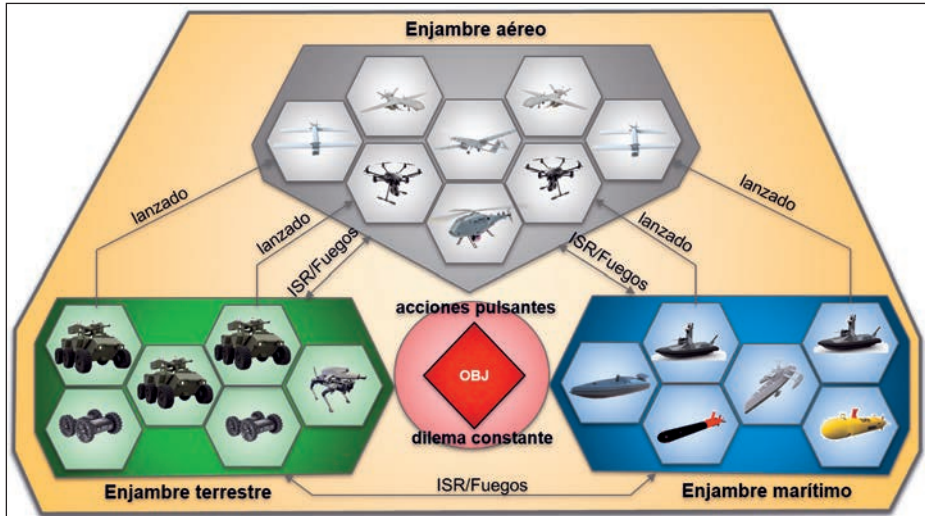 Enjambre aéreo
lanzado
lanzado
ISR/Fuegos
ISR/Fuegos
lanzado
lanzado
acciones pulsantes
OBJ
dilema constante
Enjambre terrestre
ISR/Fuegos
Enjambre marítimo